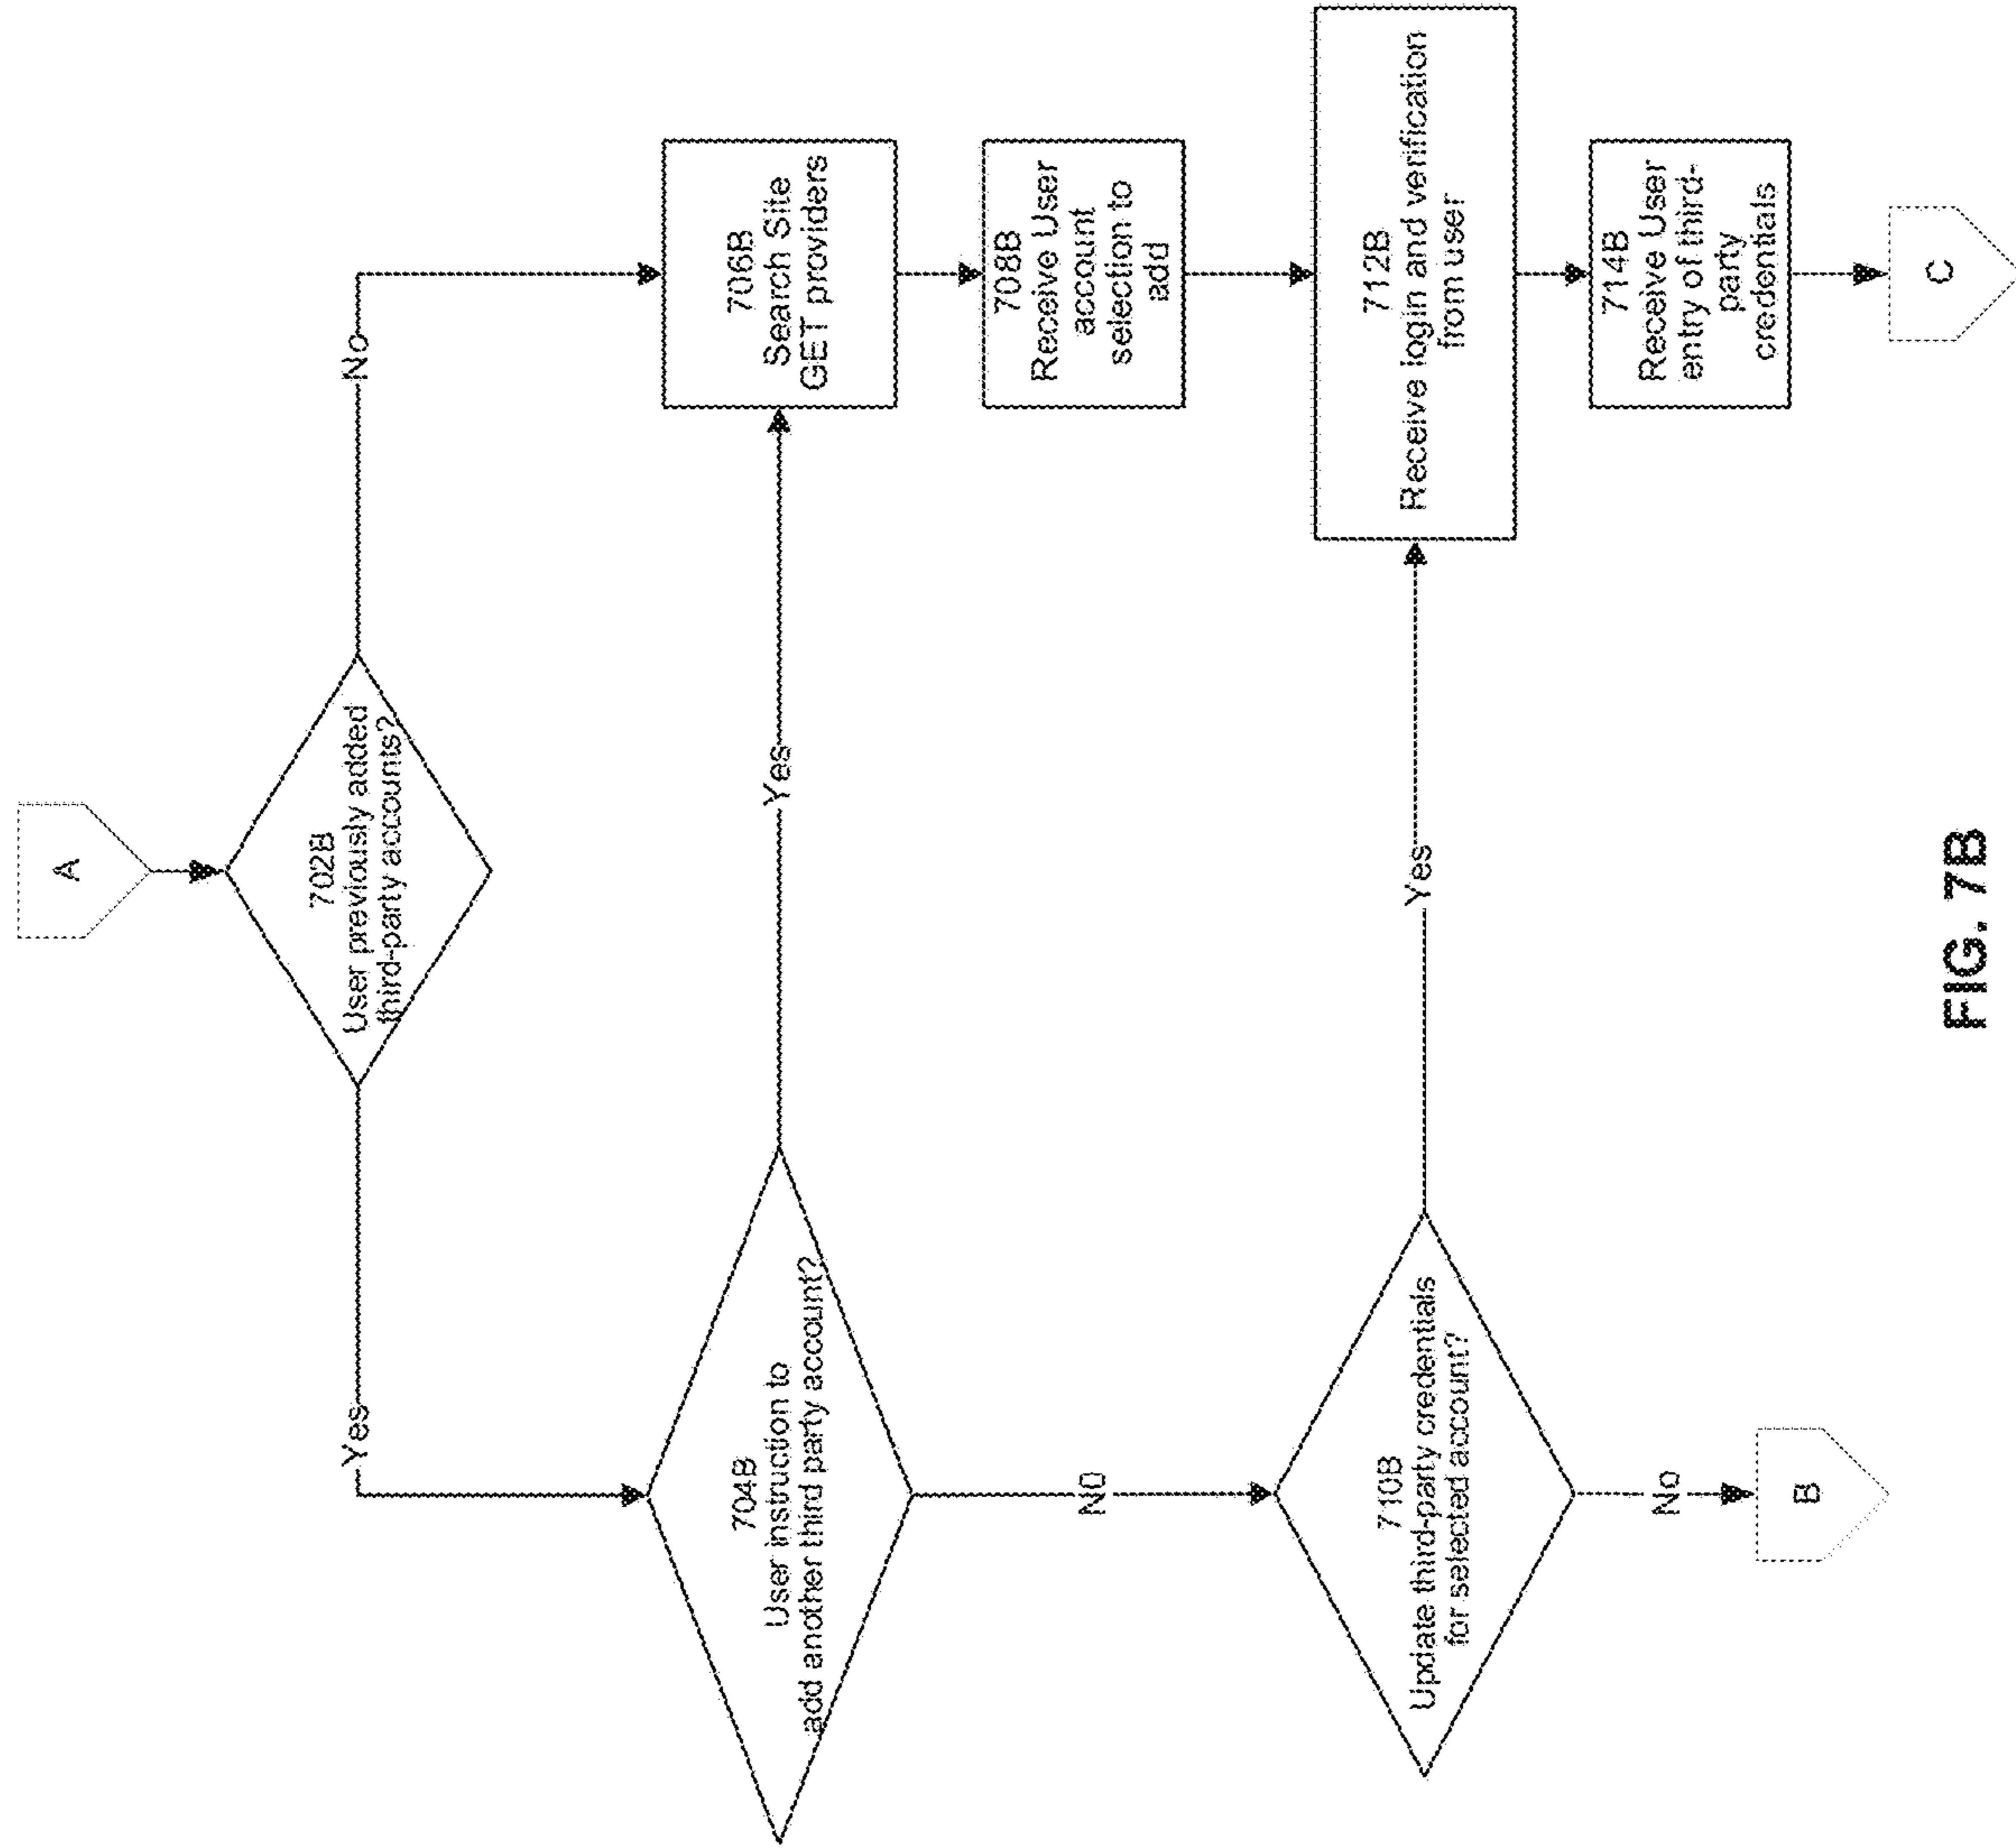 A
702B
User previously added
third-party accounts?
Yes
No
704B
User instruction to
add another third party account?
Yes
706B
Search Site
GET providers
708B
Receive User
account
selection to
add
N0
710B
Update third-party credentials
for selected account?
Yes
712B
Receive login and verification
from user
714B
Receive User
entry of third-
party
credentials
No
B
C
FIG. 7B